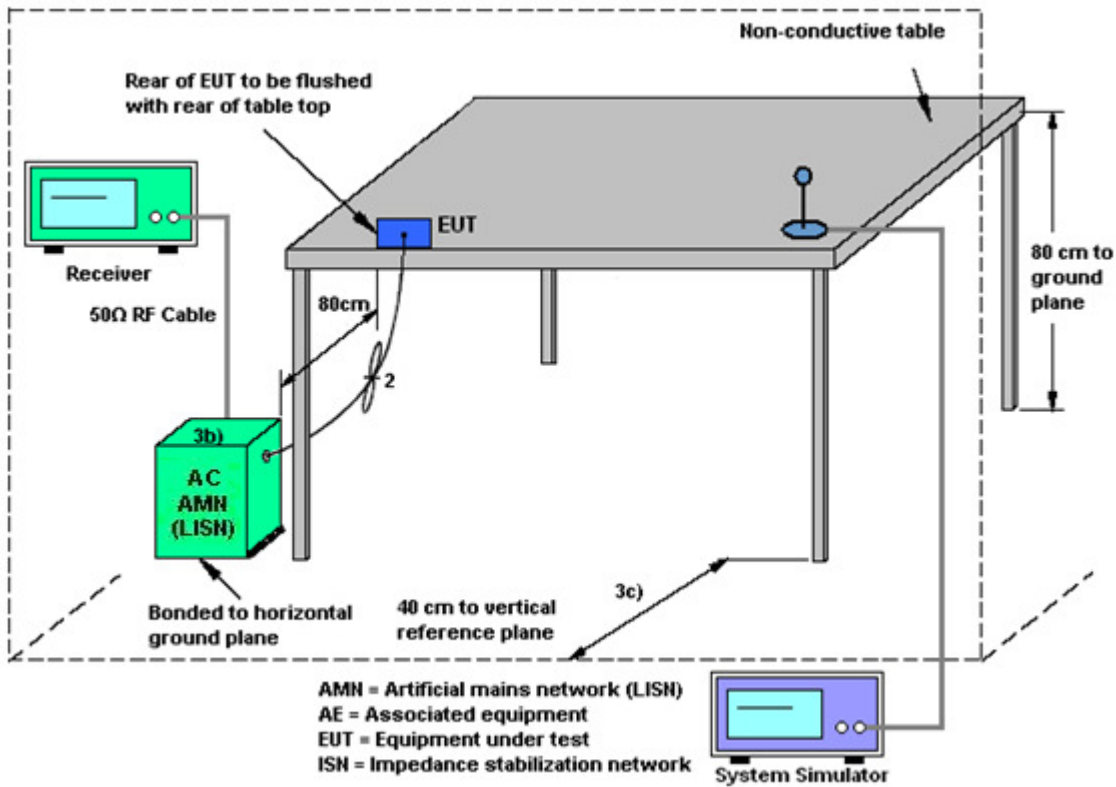 Non-conductive table
Rear of EUT to be flushed
with rear of table top
EUT
Receiver
80cm
80 cm to
ground
plane
50Ω RF Cable
2
3b)
AC
AMN
(LISN)
3c)
Bonded to horizontal
ground plane
40 cm to vertical
reference plane
AMN = Artificial mains network (LISN)
AE = Associated equipment
EUT = Equipment under test
ISN = Impedance stabilization network
System Simulator